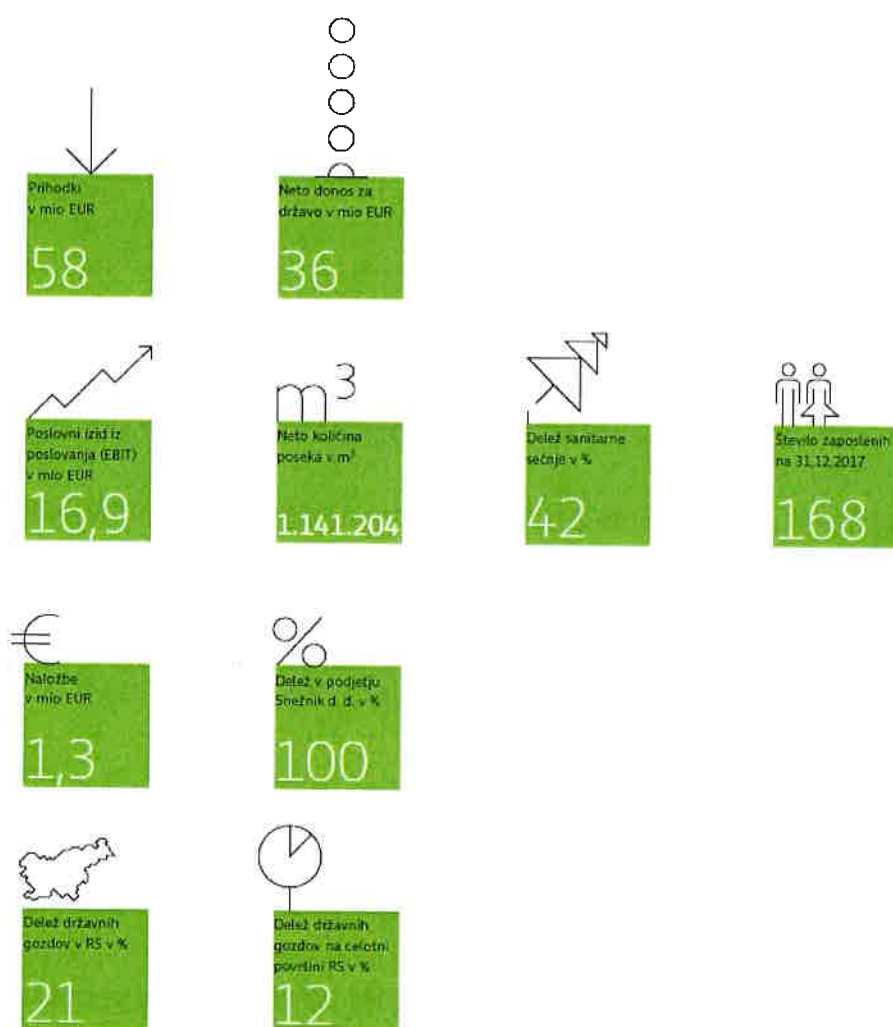 Prihodki
v mio EUR
58
Neto donos za
državo v mio EUR
36
Poslovni izid iz
poslovanja (EBIT)
v mio EUR
16,9
m³
Neto količina
poseka v m³
1.141.204
Delež sanitarne
sečnje v %
42
Število zaposlenih
na 31.12.2017
168
€
Naložbe
v mio EUR
1,3
%
Delež v podjetju
Snežnik d. d. v %
100
Delež državnih
gozdov v RS v %
21
Delež državnih
gozdov na celotni
površini RS v %
12